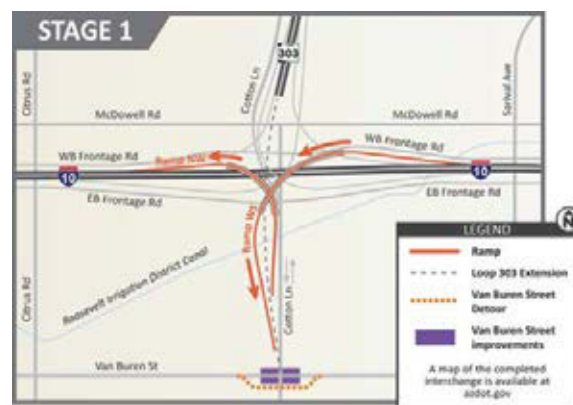 STAGE 1
303
Citrus Rd
Cotton Ln
Sarival Ave
McDowell Rd
McDowell Rd
WB Frontage Rd
Ramp NW
WB Frontage Rd
10
10
EB Frontage Rd
EB Frontage Rd
Ramp WS
Roosevelt Irrigation District Canal
Citrus Rd
Cotton Ln
Van Buren St
N
LEGEND
Ramp
Loop 303 Extension
Van Buren Street
Detour
Van Buren Street
improvements
A map of the completed
interchange is available at
azdot.gov